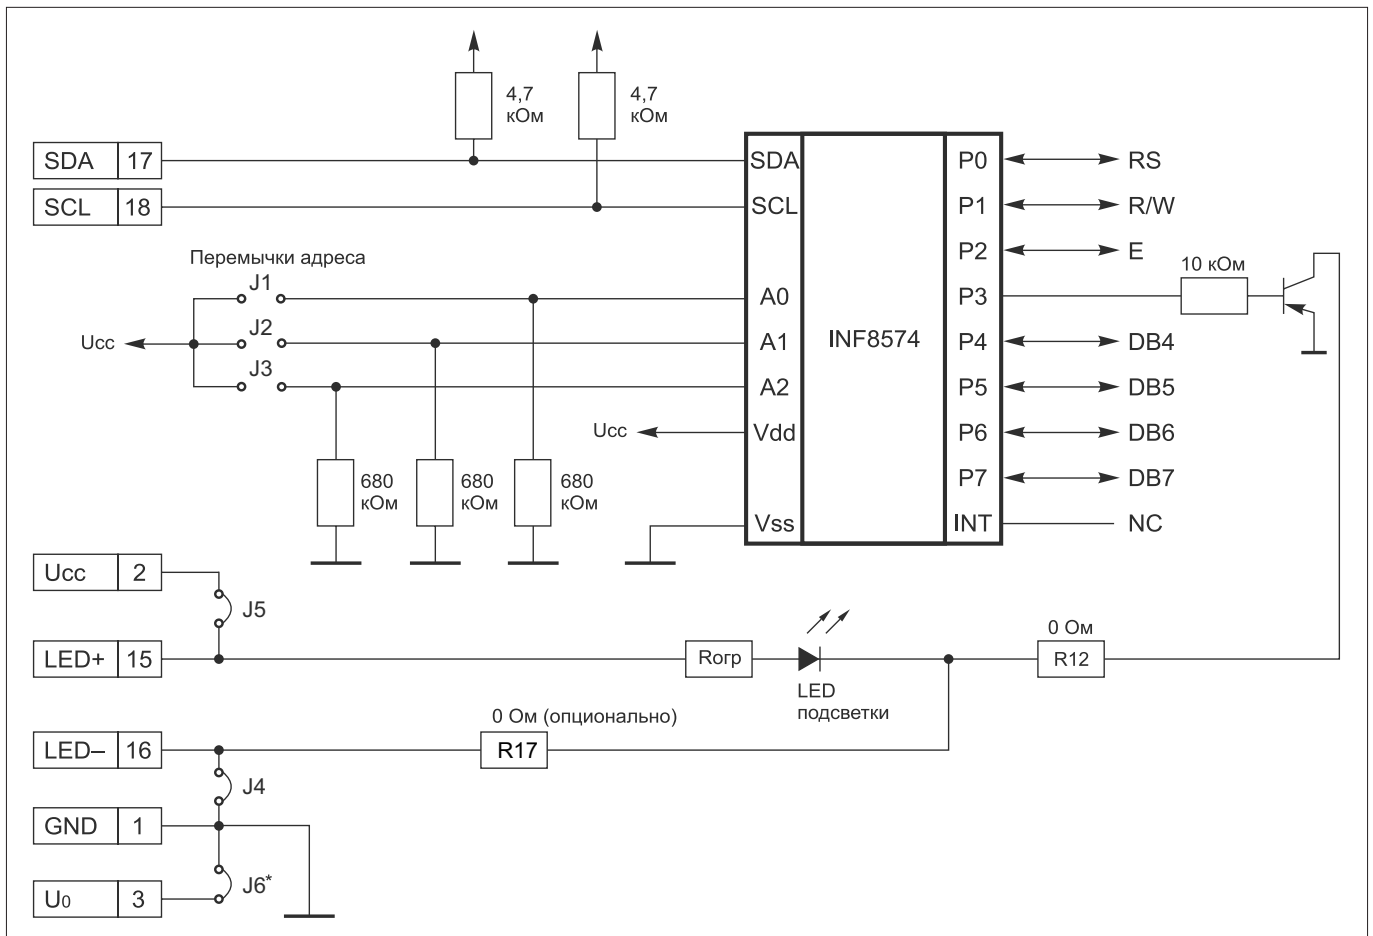 4,7
кОм
4,7
кОм
SDA 17
SCL 18
SDA
SCL
A0
A1
A2
Vdd
Vss
INF8574
P0
P1
P2
P3
P4
P5
P6
P7
INT
RS
R/W
E
10 кОм
DB4
DB5
DB6
DB7
NC
Перемычки адреса
J1
J2
J3
Ucc
Ucc
680
кОм
680
кОм
680
кОм
Ucc 2
J5
LED+ 15
Rогр
LED
подсветки
0 Ом
R12
0 Ом (опционально)
LED– 16
R17
J4
GND 1
J6*
U0 3